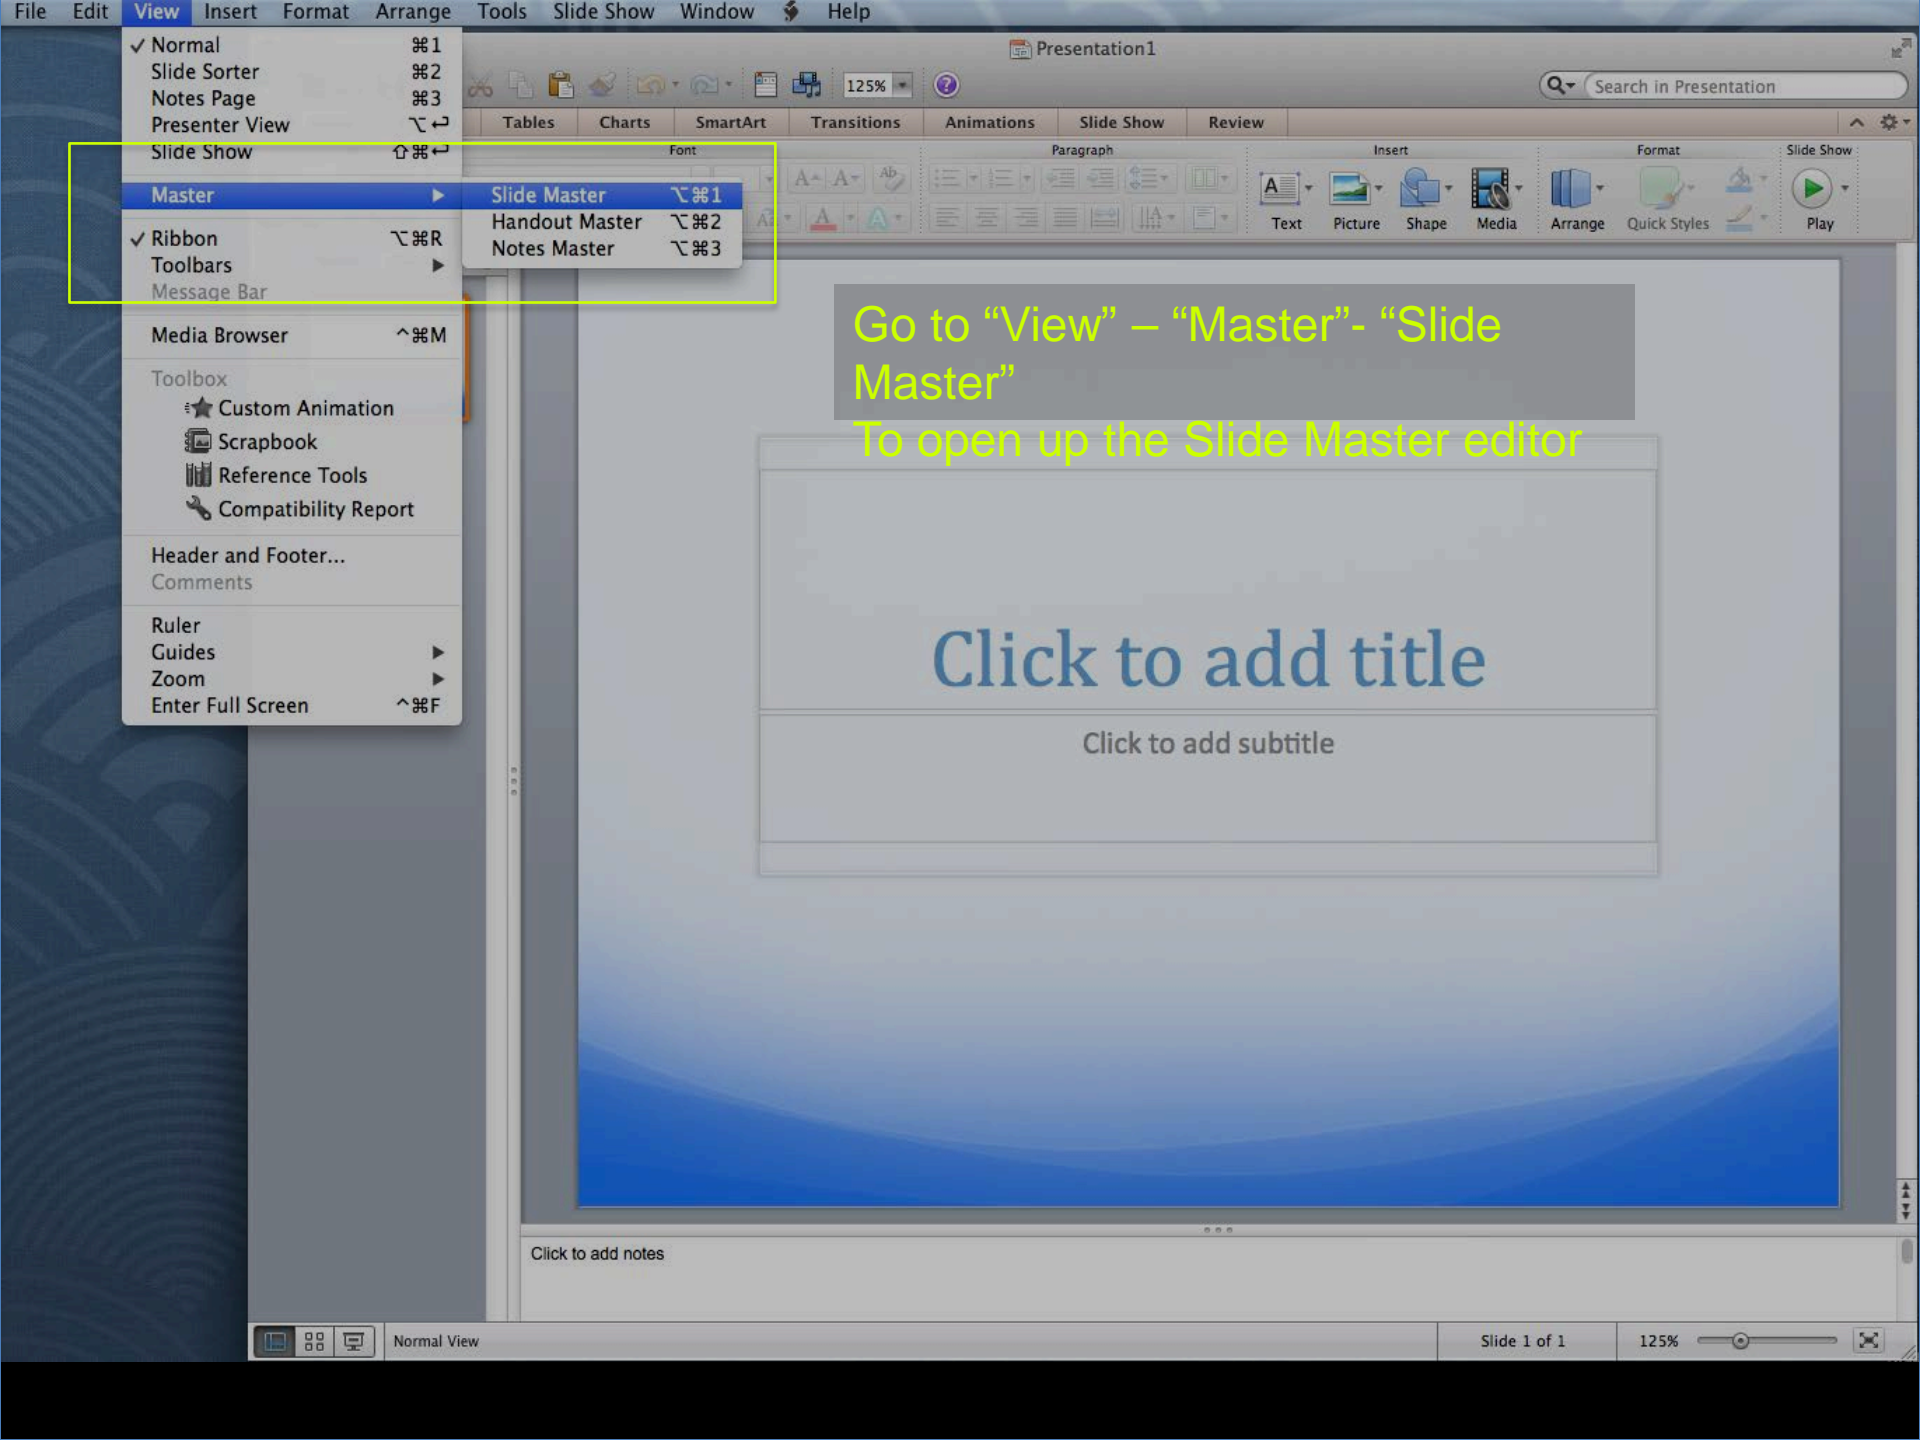 File Edit View Insert Format Arrange Tools Slide Show Window Help
Presentation1
✓ Normal ⌘1
Slide Sorter ⌘2
Notes Page ⌘3
Presenter View ⌥↩
Slide Show ⇧⌘↩
Master ▶
✓ Ribbon ⌥⌘R
Toolbars ▶
Message Bar
Media Browser ^⌘M
Toolbox
Custom Animation
Scrapbook
Reference Tools
Compatibility Report
Header and Footer...
Comments
Ruler
Guides ▶
Zoom ▶
Enter Full Screen ^⌘F
Slide Master ⌥⌘1
Handout Master ⌥⌘2
Notes Master ⌥⌘3
125%
Search in Presentation
Tables Charts SmartArt Transitions Animations Slide Show Review
Font Paragraph Insert Format Slide Show
Text Picture Shape Media Arrange Quick Styles Play
Go to “View” – “Master”- “Slide
Master”
To open up the Slide Master editor
Click to add title
Click to add subtitle
Click to add notes
Normal View Slide 1 of 1 125%